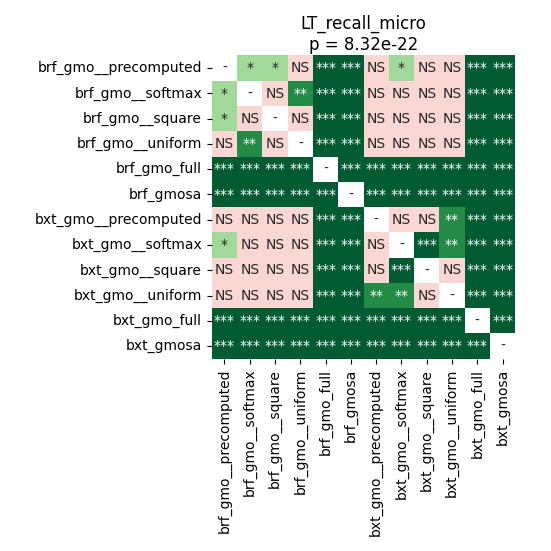 LT_recall_micro
p = 8.32e-22
brf_gmo__precomputed - * * NS *** *** NS * NS NS *** ***
brf_gmo__softmax * - NS ** *** *** NS NS NS NS *** ***
brf_gmo__square * NS - NS *** *** NS NS NS NS *** ***
brf_gmo__uniform NS ** NS - *** *** NS NS NS NS *** ***
brf_gmo_full *** *** *** *** - *** *** *** *** *** *** ***
brf_gmosa *** *** *** *** *** - *** *** *** *** *** ***
bxt_gmo__precomputed NS NS NS NS *** *** - NS NS ** *** ***
bxt_gmo__softmax * NS NS NS *** *** NS - *** ** *** ***
bxt_gmo__square NS NS NS NS *** *** NS *** - NS *** ***
bxt_gmo__uniform NS NS NS NS *** *** ** ** NS - *** ***
bxt_gmo_full *** *** *** *** *** *** *** *** *** *** - ***
bxt_gmosa *** *** *** *** *** *** *** *** *** *** *** -
brf_gmo__precomputed
brf_gmo__softmax
brf_gmo__square
brf_gmo__uniform
brf_gmo_full
brf_gmosa
bxt_gmo__precomputed
bxt_gmo__softmax
bxt_gmo__square
bxt_gmo__uniform
bxt_gmo_full
bxt_gmosa